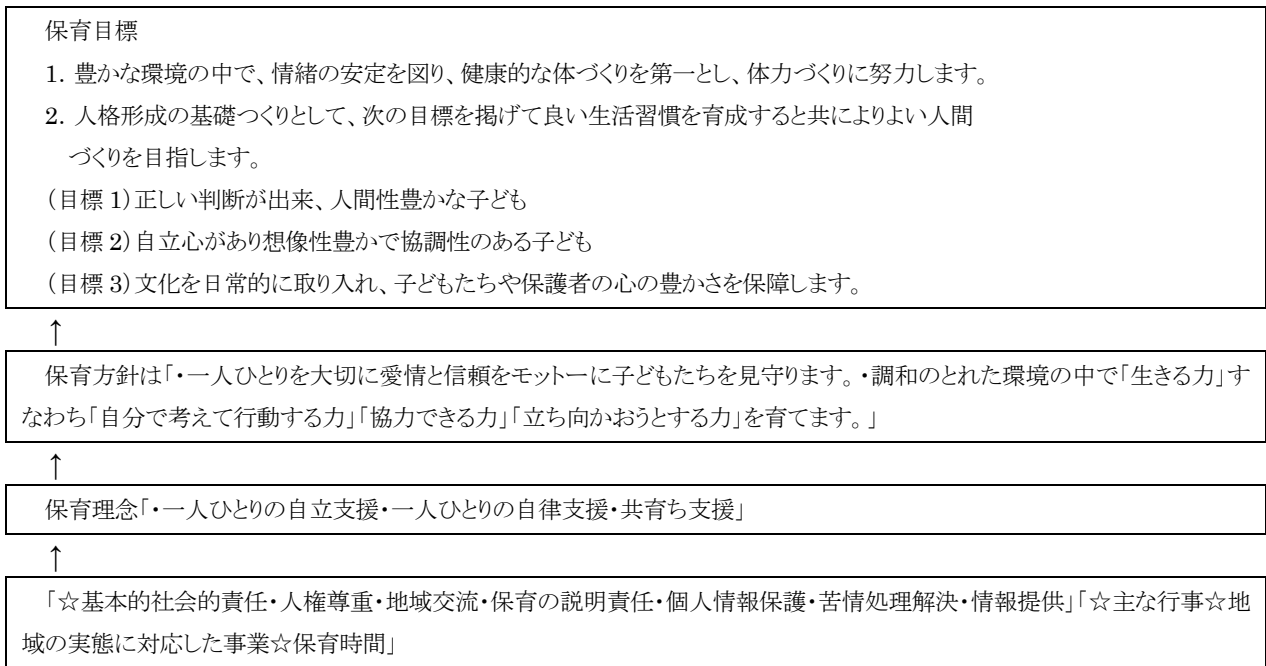 保育目標
1. 豊かな環境の中で、情緒の安定を図り、健康的な体づくりを第一とし、体力づくりに努力します。
2. 人格形成の基礎つくりとして、次の目標を掲げて良い生活習慣を育成すると共によりよい人間
づくりを目指します。
（目標 1）正しい判断が出来、人間性豊かな子ども
（目標 2）自立心があり想像性豊かで協調性のある子ども
（目標 3）文化を日常的に取り入れ、子どもたちや保護者の心の豊かさを保障します。
↑
保育方針は「・一人ひとりを大切に愛情と信頼をモットーに子どもたちを見守ります。・調和のとれた環境の中で「生きる力」す
なわち「自分で考えて行動する力」「協力できる力」「立ち向かおうとする力」を育てます。」
↑
保育理念「・一人ひとりの自立支援・一人ひとりの自律支援・共育ち支援」
↑
「☆基本的社会的責任・人権尊重・地域交流・保育の説明責任・個人情報保護・苦情処理解決・情報提供」「☆主な行事☆地
域の実態に対応した事業☆保育時間」